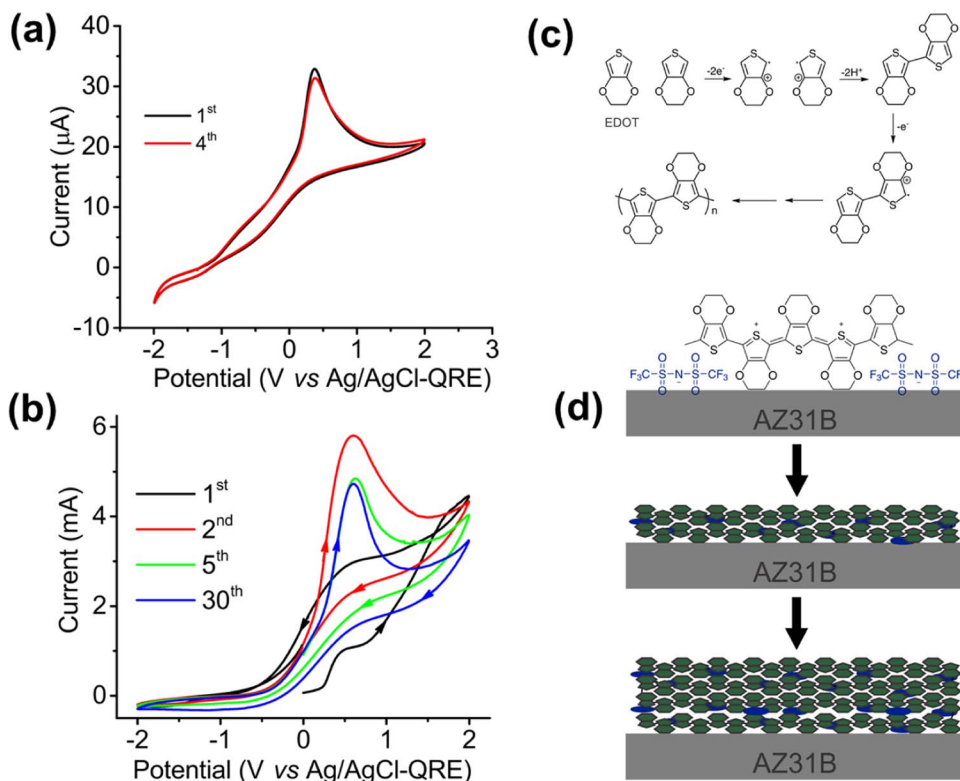 (a)
40
30
20
10
0
-10
Current (μA)
1st
4th
-2 -1 0 1 2
Potential (V vs Ag/AgCl-QRE)
(b)
6
4
2
0
Current (mA)
1st
2nd
5th
30th
-2 -1 0 1 2
Potential (V vs Ag/AgCl-QRE)
(c)
S S -2e- S S -2H+ S S
O O O O O O O O O O O O
EDOT
-e-
S S n S S
O O O O O O O O
O O O O O O
S S+ S S+ S
O O O O
F3C-S-N-S-CF3 F3C-S-N-S-CF
O O O O
AZ31B
(d)
AZ31B
AZ31B